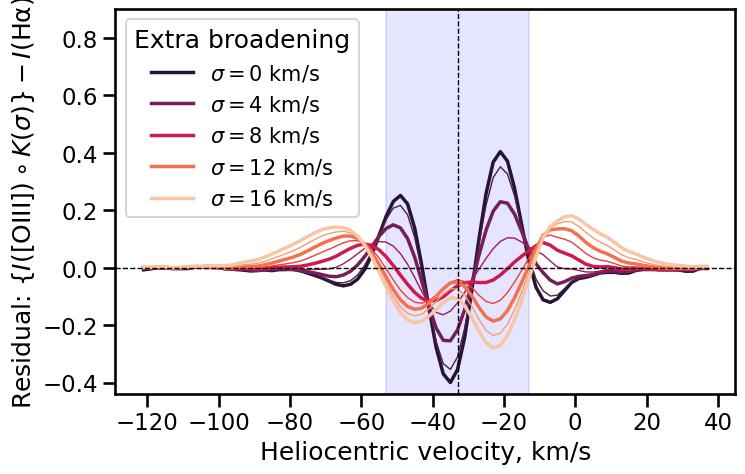 Residual: {I([OIII]) ∘ K(σ)} − I(Hα)
0.8
0.6
0.4
0.2
0.0
−0.2
−0.4
Extra broadening
σ = 0 km/s
σ = 4 km/s
σ = 8 km/s
σ = 12 km/s
σ = 16 km/s
−120 −100 −80 −60 −40 −20 0 20 40
Heliocentric velocity, km/s